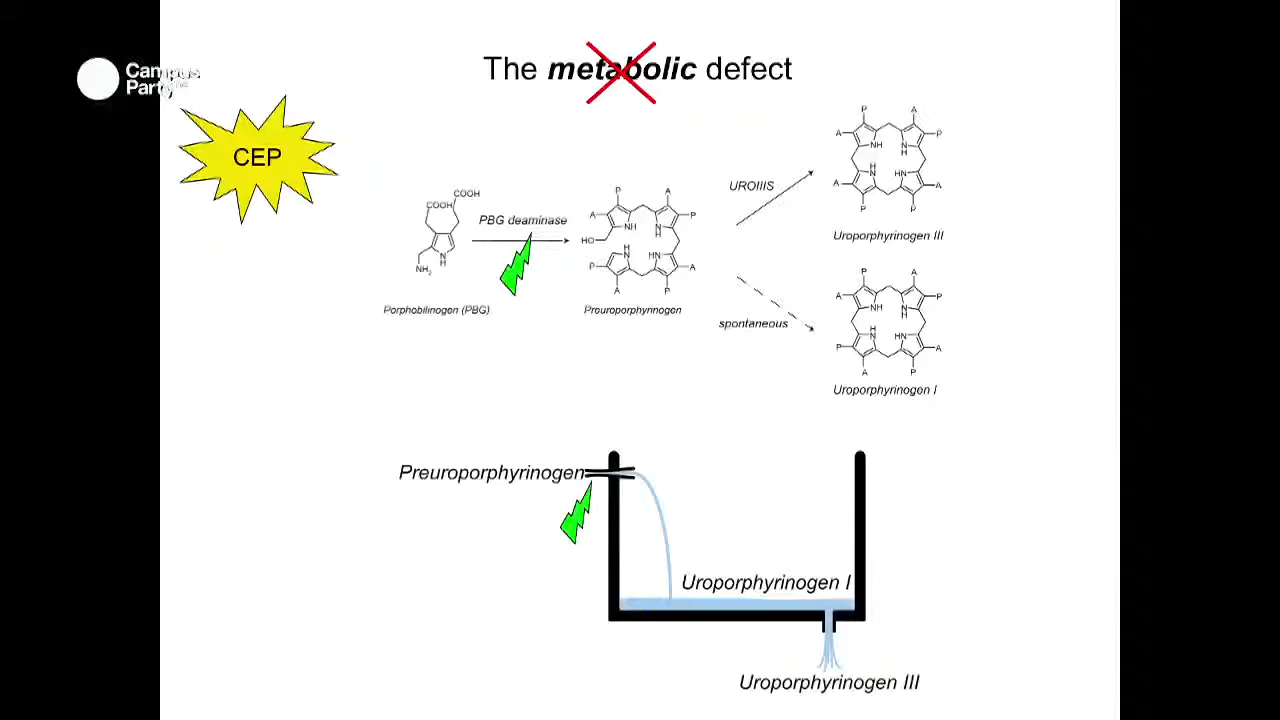 The metabolic defect
Campus
Party
CEP
COOH
COOH
NH
NH₂
Porphobilinogen (PBG)
PBG deaminase
P
A
A
P
NH
N
H
HO
H
N
HN
P
A
A
P
Preuroporphyrinogen
UROIIIS
spontaneous
P
A
A
P
NH
N
H
H
N
HN
A
A
P
P
Uroporphyrinogen III
P
A
A
P
NH
N
H
H
N
HN
P
A
A
P
Uroporphyrinogen I
Preuroporphyrinogen
Uroporphyrinogen I
Uroporphyrinogen III